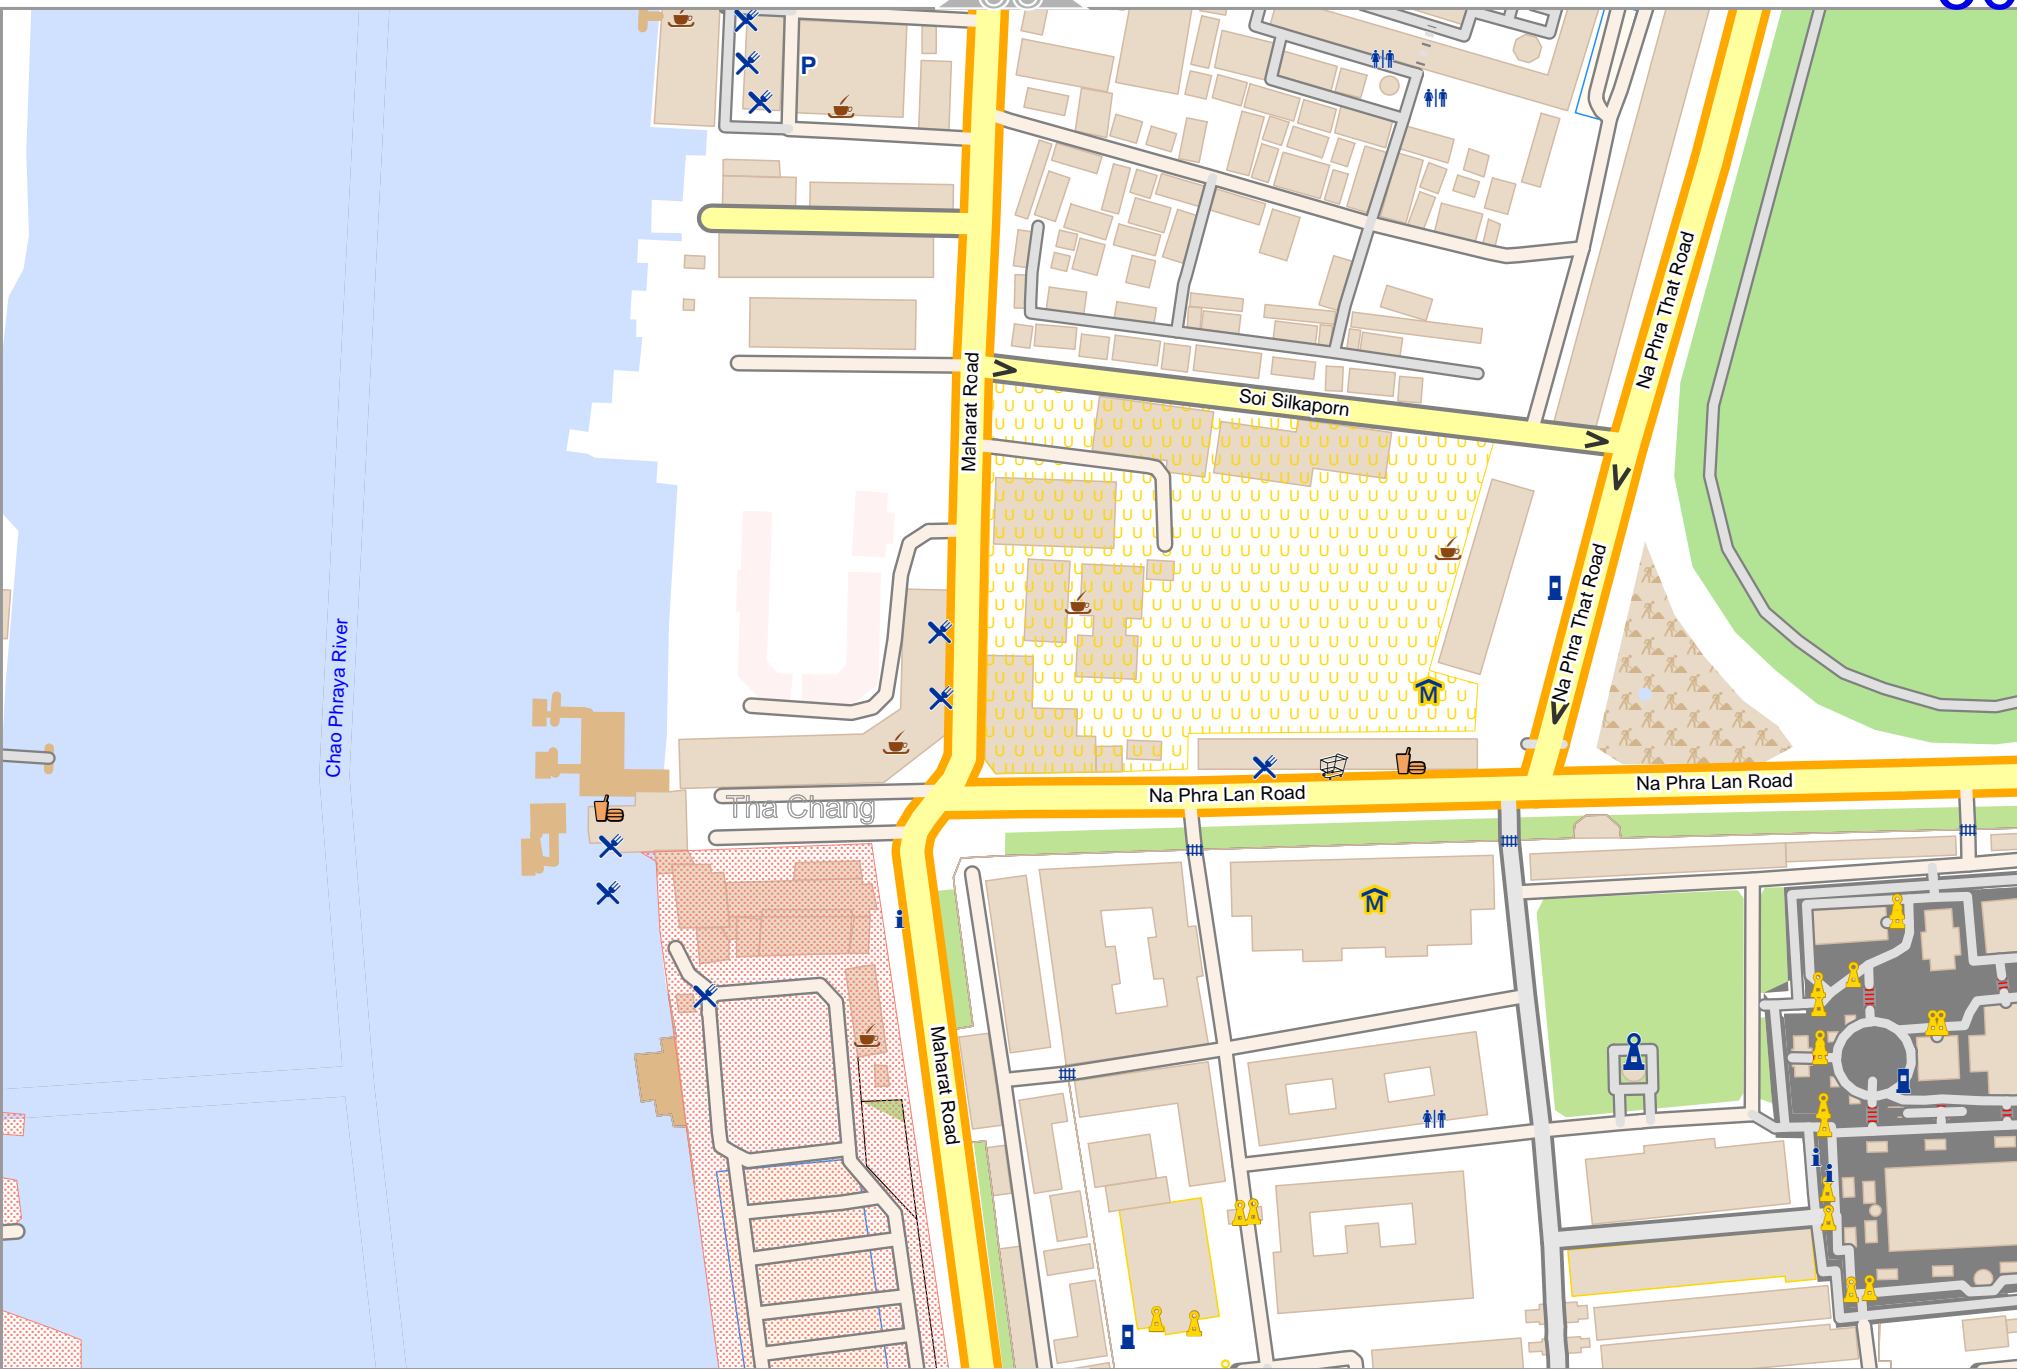 P
Na Phra That Road
Maharat Road
Soi Silkaporn
Na Phra That Road
Chao Phraya River
M
Na Phra Lan Road
Na Phra Lan Road
Tha Chang
M
Maharat Road